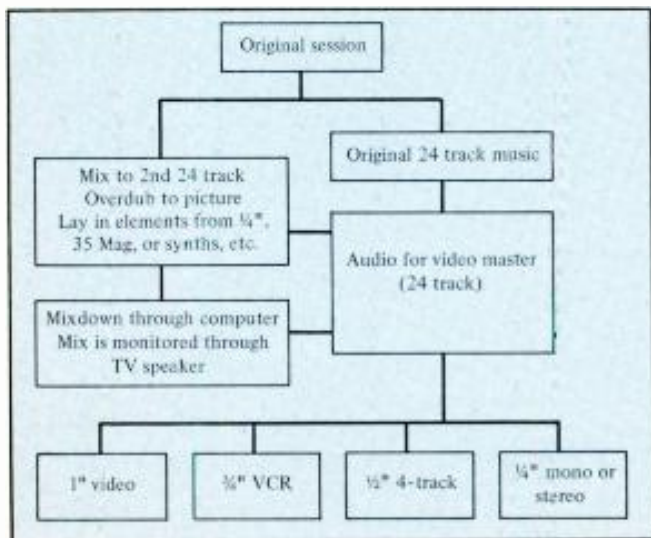 Original session
Mix to 2nd 24 track
Overdub to picture
Lay in elements from ¼",
35 Mag, or synths, etc.
Original 24 track music
Audio for video master
(24 track)
Mixdown through computer
Mix is monitored through
TV speaker
1" video
¾" VCR
½" 4-track
¼" mono or
stereo